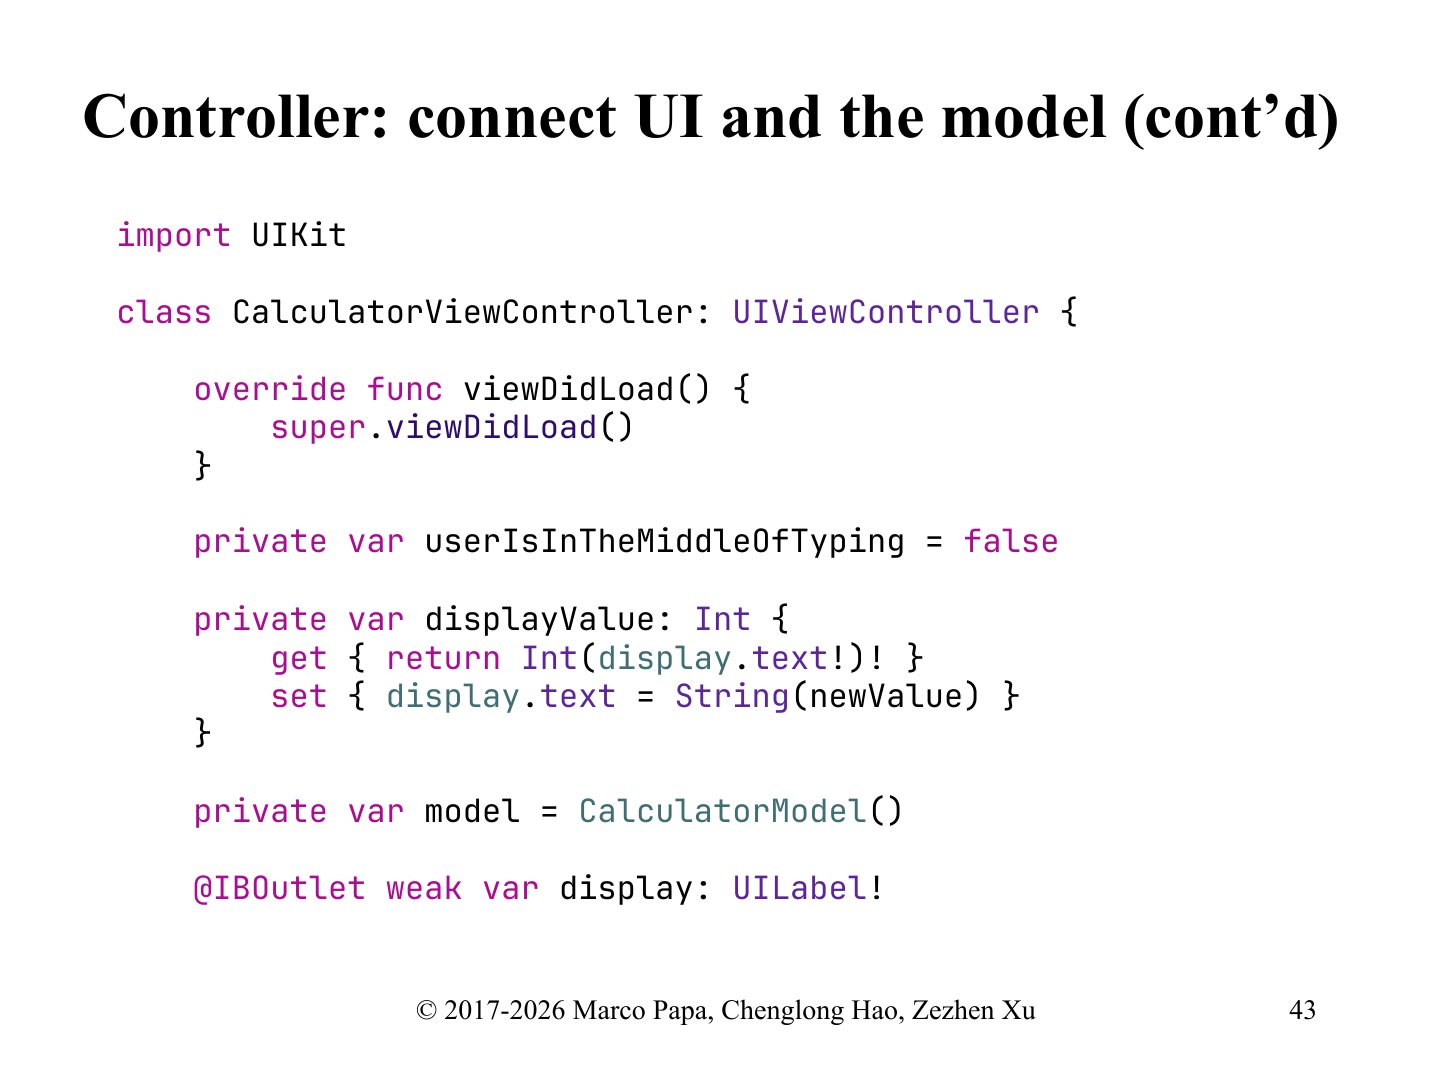 Controller: connect UI and the model (cont’d)
import UIKit
class CalculatorViewController: UIViewController {
    override func viewDidLoad() {
        super.viewDidLoad()
    }
    private var userIsInTheMiddleOfTyping = false
    private var displayValue: Int {
        get { return Int(display.text!)! }
        set { display.text = String(newValue) }
    }
    private var model = CalculatorModel()
    @IBOutlet weak var display: UILabel!
© 2017-2026 Marco Papa, Chenglong Hao, Zezhen Xu
43